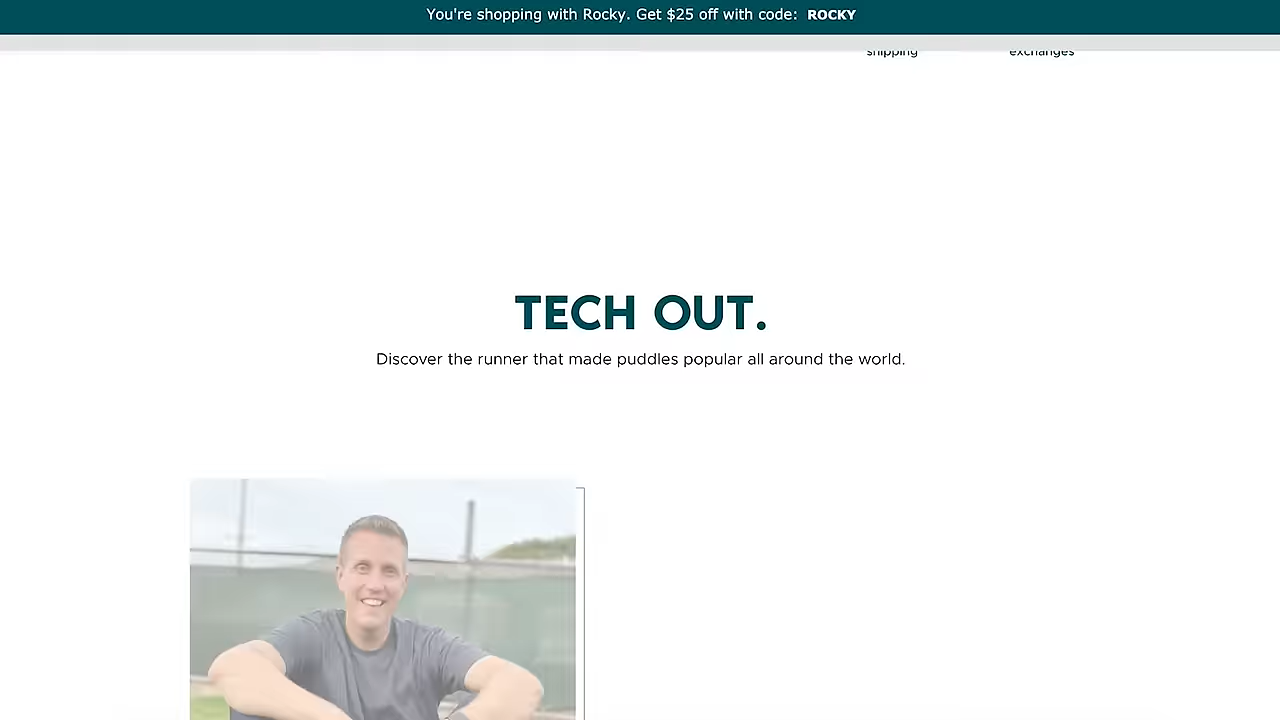 You're shopping with Rocky. Get $25 off with code: ROCKY
shipping
exchanges
TECH OUT.
Discover the runner that made puddles popular all around the world.